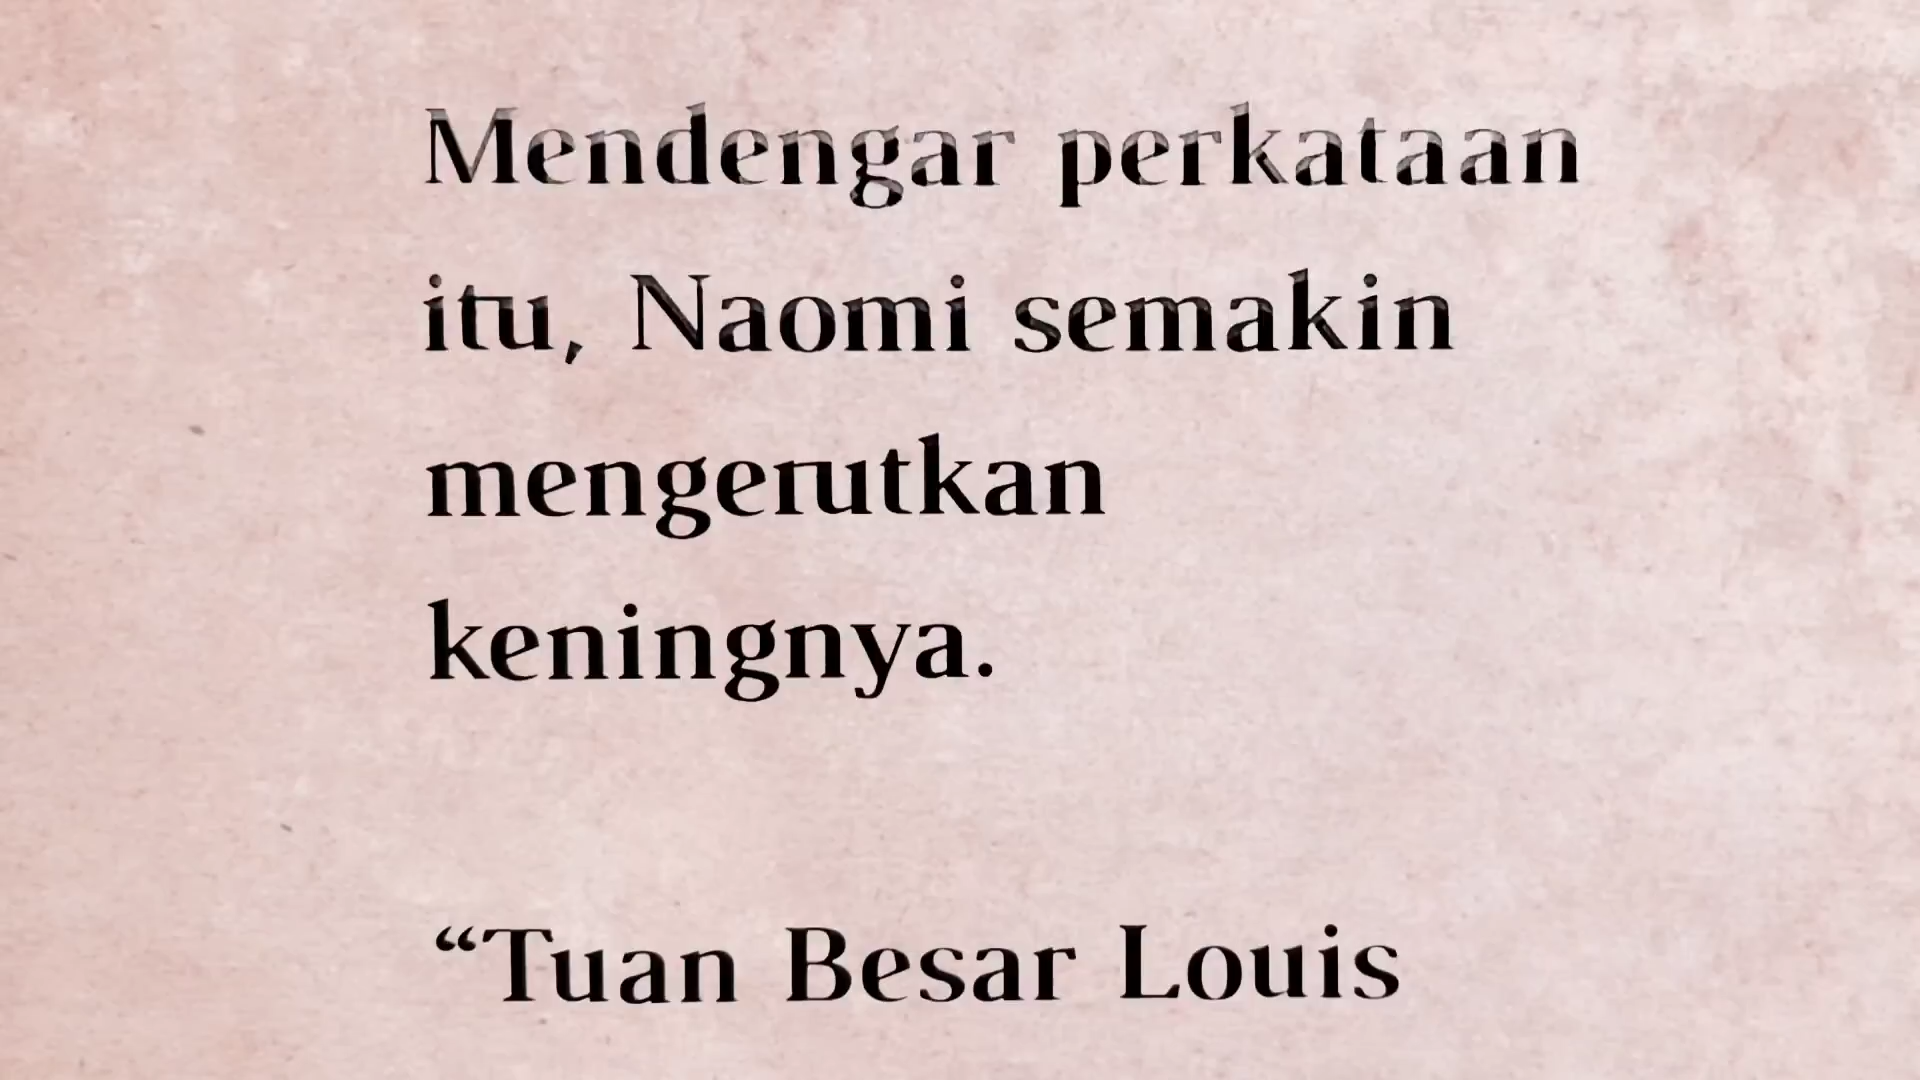 Mendengar perkataan
itu, Naomi semakin
mengerutkan
keningnya.
“Tuan Besar Louis